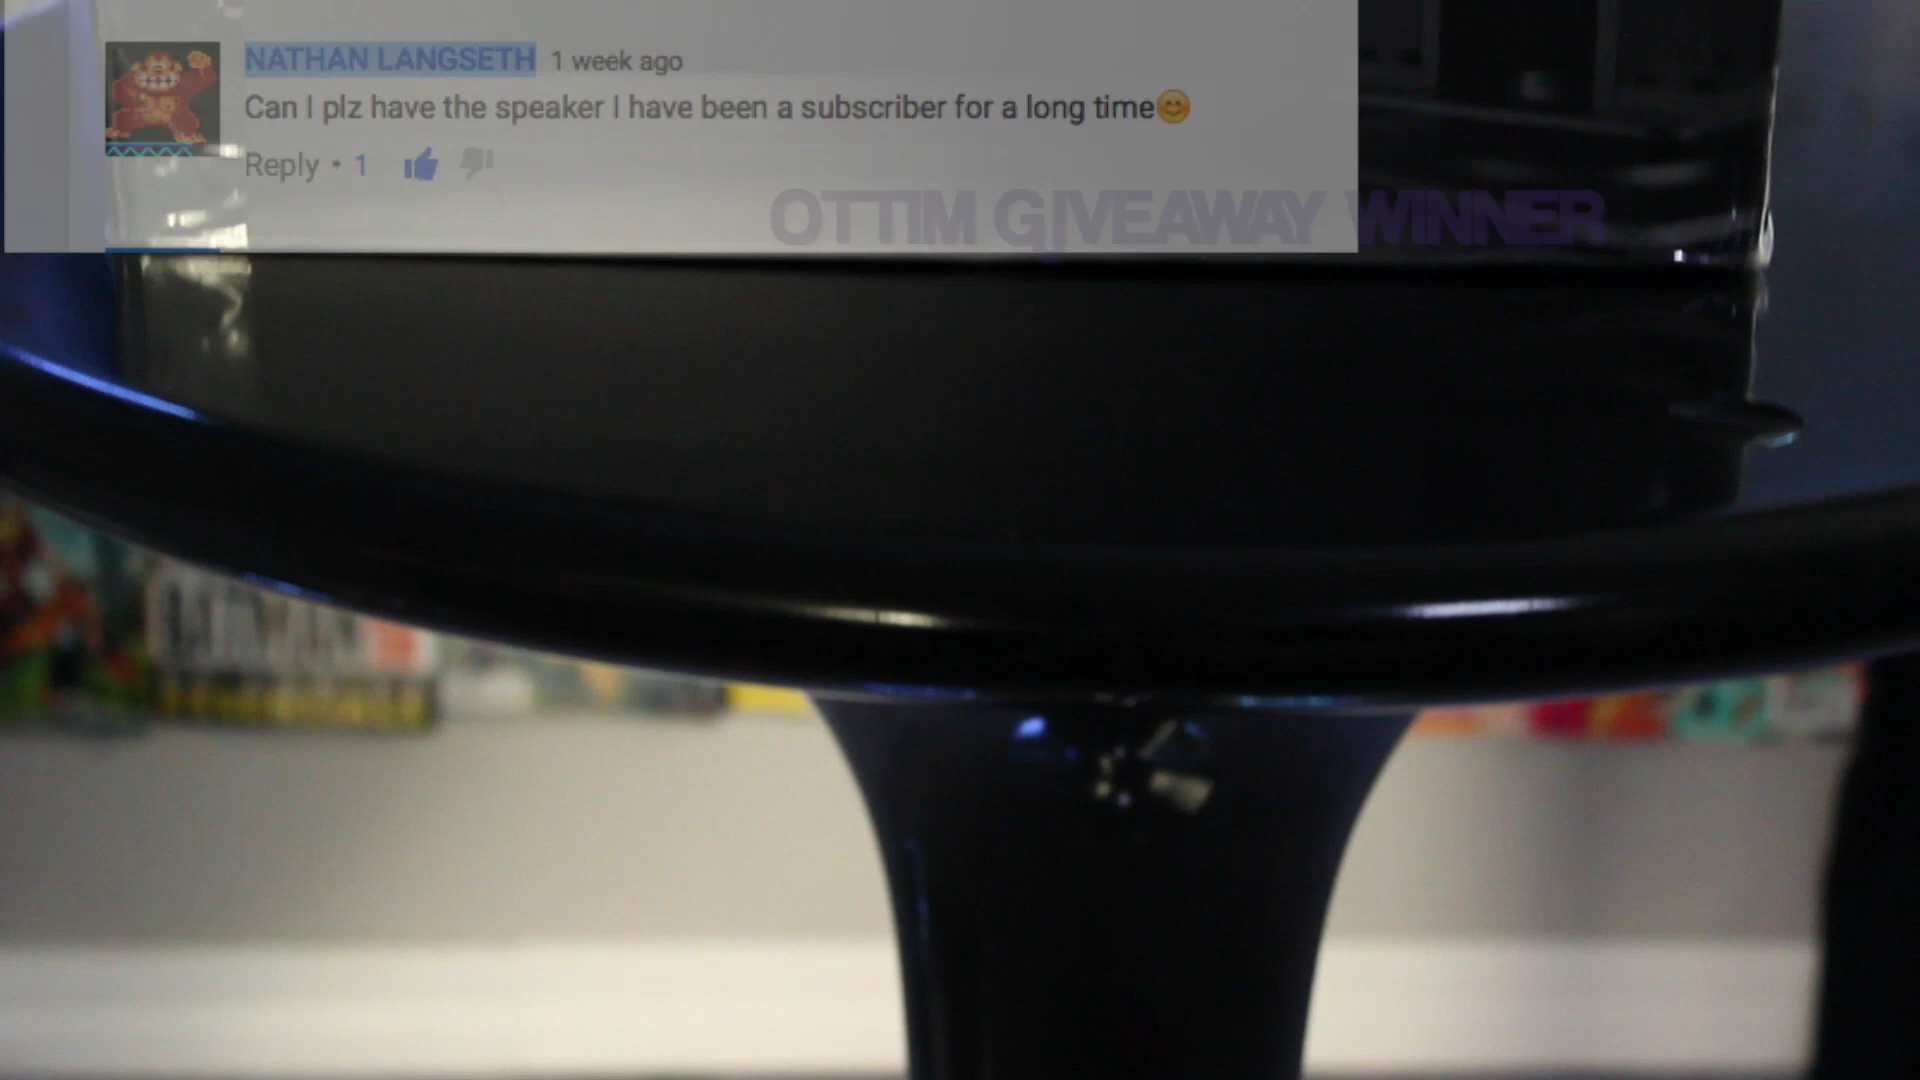 NATHAN LANGSETH 1 week ago
Can I plz have the speaker I have been a subscriber for a long time😊
Reply • 1
OTTIM GIVEAWAY WINNER